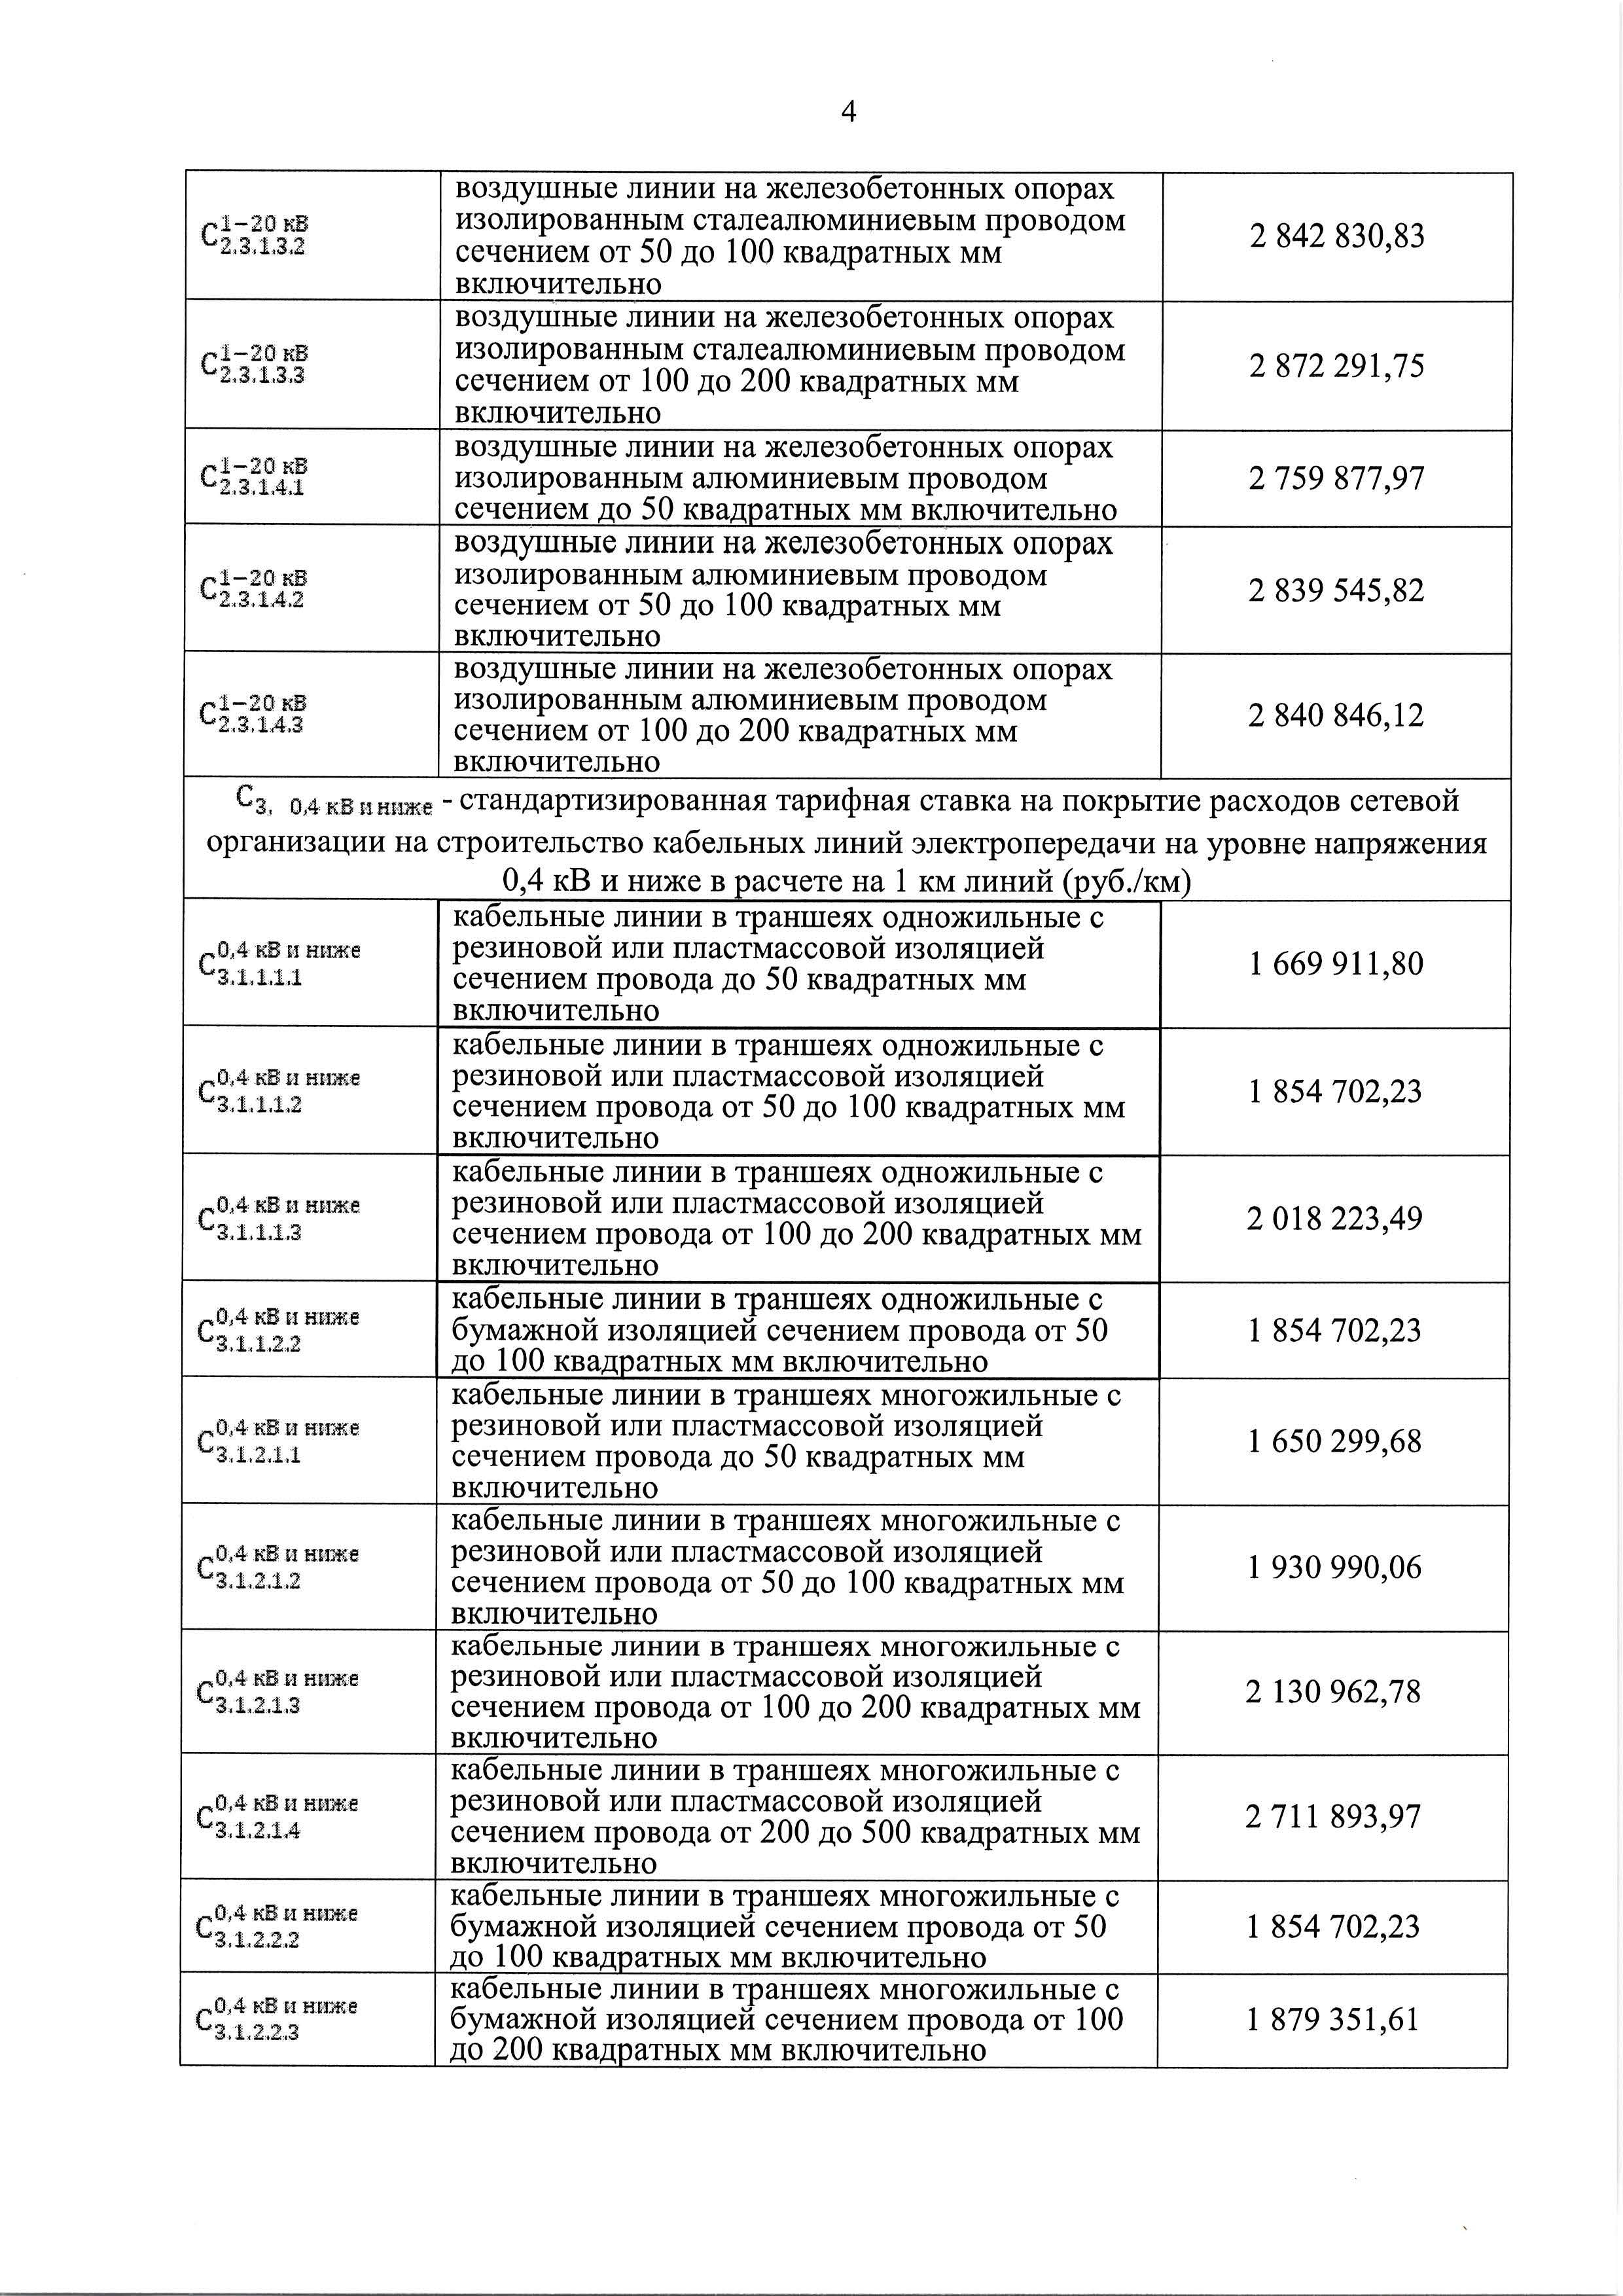 4
С 1–20 кВ 2.3.1.3.2
воздушные линии на железобетонных опорах
изолированным сталеалюминиевым проводом
сечением от 50 до 100 квадратных мм
включительно
2 842 830,83
С 1–20 кВ 2.3.1.3.3
воздушные линии на железобетонных опорах
изолированным сталеалюминиевым проводом
сечением от 100 до 200 квадратных мм
включительно
2 872 291,75
С 1–20 кВ 2.3.1.4.1
воздушные линии на железобетонных опорах
изолированным алюминиевым проводом
сечением до 50 квадратных мм включительно
2 759 877,97
С 1–20 кВ 2.3.1.4.2
воздушные линии на железобетонных опорах
изолированным алюминиевым проводом
сечением от 50 до 100 квадратных мм
включительно
2 839 545,82
С 1–20 кВ 2.3.1.4.3
воздушные линии на железобетонных опорах
изолированным алюминиевым проводом
сечением от 100 до 200 квадратных мм
включительно
2 840 846,12
С 3, 0,4 кВ и ниже - стандартизированная тарифная ставка на покрытие расходов сетевой
организации на строительство кабельных линий электропередачи на уровне напряжения
0,4 кВ и ниже в расчете на 1 км линий (руб./км)
С 0,4 кВ и ниже 3.1.1.1.1
кабельные линии в траншеях одножильные с
резиновой или пластмассовой изоляцией
сечением провода до 50 квадратных мм
включительно
1 669 911,80
С 0,4 кВ и ниже 3.1.1.1.2
кабельные линии в траншеях одножильные с
резиновой или пластмассовой изоляцией
сечением провода от 50 до 100 квадратных мм
включительно
1 854 702,23
С 0,4 кВ и ниже 3.1.1.1.3
кабельные линии в траншеях одножильные с
резиновой или пластмассовой изоляцией
сечением провода от 100 до 200 квадратных мм
включительно
2 018 223,49
С 0,4 кВ и ниже 3.1.1.2.2
кабельные линии в траншеях одножильные с
бумажной изоляцией сечением провода от 50
до 100 квадратных мм включительно
1 854 702,23
С 0,4 кВ и ниже 3.1.2.1.1
кабельные линии в траншеях многожильные с
резиновой или пластмассовой изоляцией
сечением провода до 50 квадратных мм
включительно
1 650 299,68
С 0,4 кВ и ниже 3.1.2.1.2
кабельные линии в траншеях многожильные с
резиновой или пластмассовой изоляцией
сечением провода от 50 до 100 квадратных мм
включительно
1 930 990,06
С 0,4 кВ и ниже 3.1.2.1.3
кабельные линии в траншеях многожильные с
резиновой или пластмассовой изоляцией
сечением провода от 100 до 200 квадратных мм
включительно
2 130 962,78
С 0,4 кВ и ниже 3.1.2.1.4
кабельные линии в траншеях многожильные с
резиновой или пластмассовой изоляцией
сечением провода от 200 до 500 квадратных мм
включительно
2 711 893,97
С 0,4 кВ и ниже 3.1.2.2.2
кабельные линии в траншеях многожильные с
бумажной изоляцией сечением провода от 50
до 100 квадратных мм включительно
1 854 702,23
С 0,4 кВ и ниже 3.1.2.2.3
кабельные линии в траншеях многожильные с
бумажной изоляцией сечением провода от 100
до 200 квадратных мм включительно
1 879 351,61